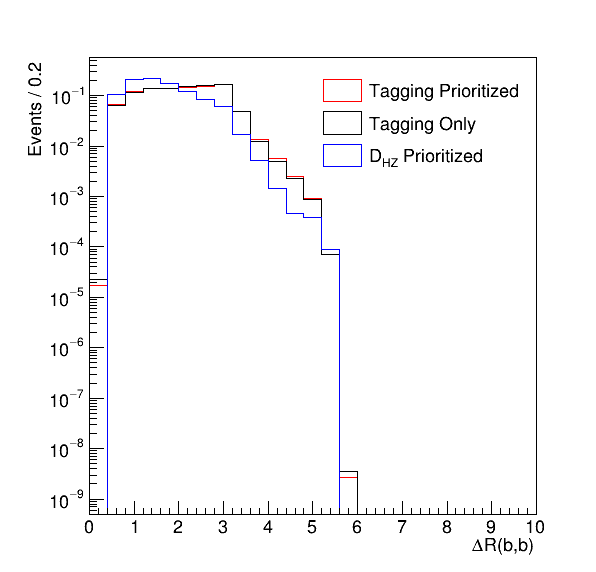 Events / 0.2
10⁻¹
10⁻²
10⁻³
10⁻⁴
10⁻⁵
10⁻⁶
10⁻⁷
10⁻⁸
10⁻⁹
Tagging Prioritized
Tagging Only
D_HZ Prioritized
0 1 2 3 4 5 6 7 8 9 10
ΔR(b,b)